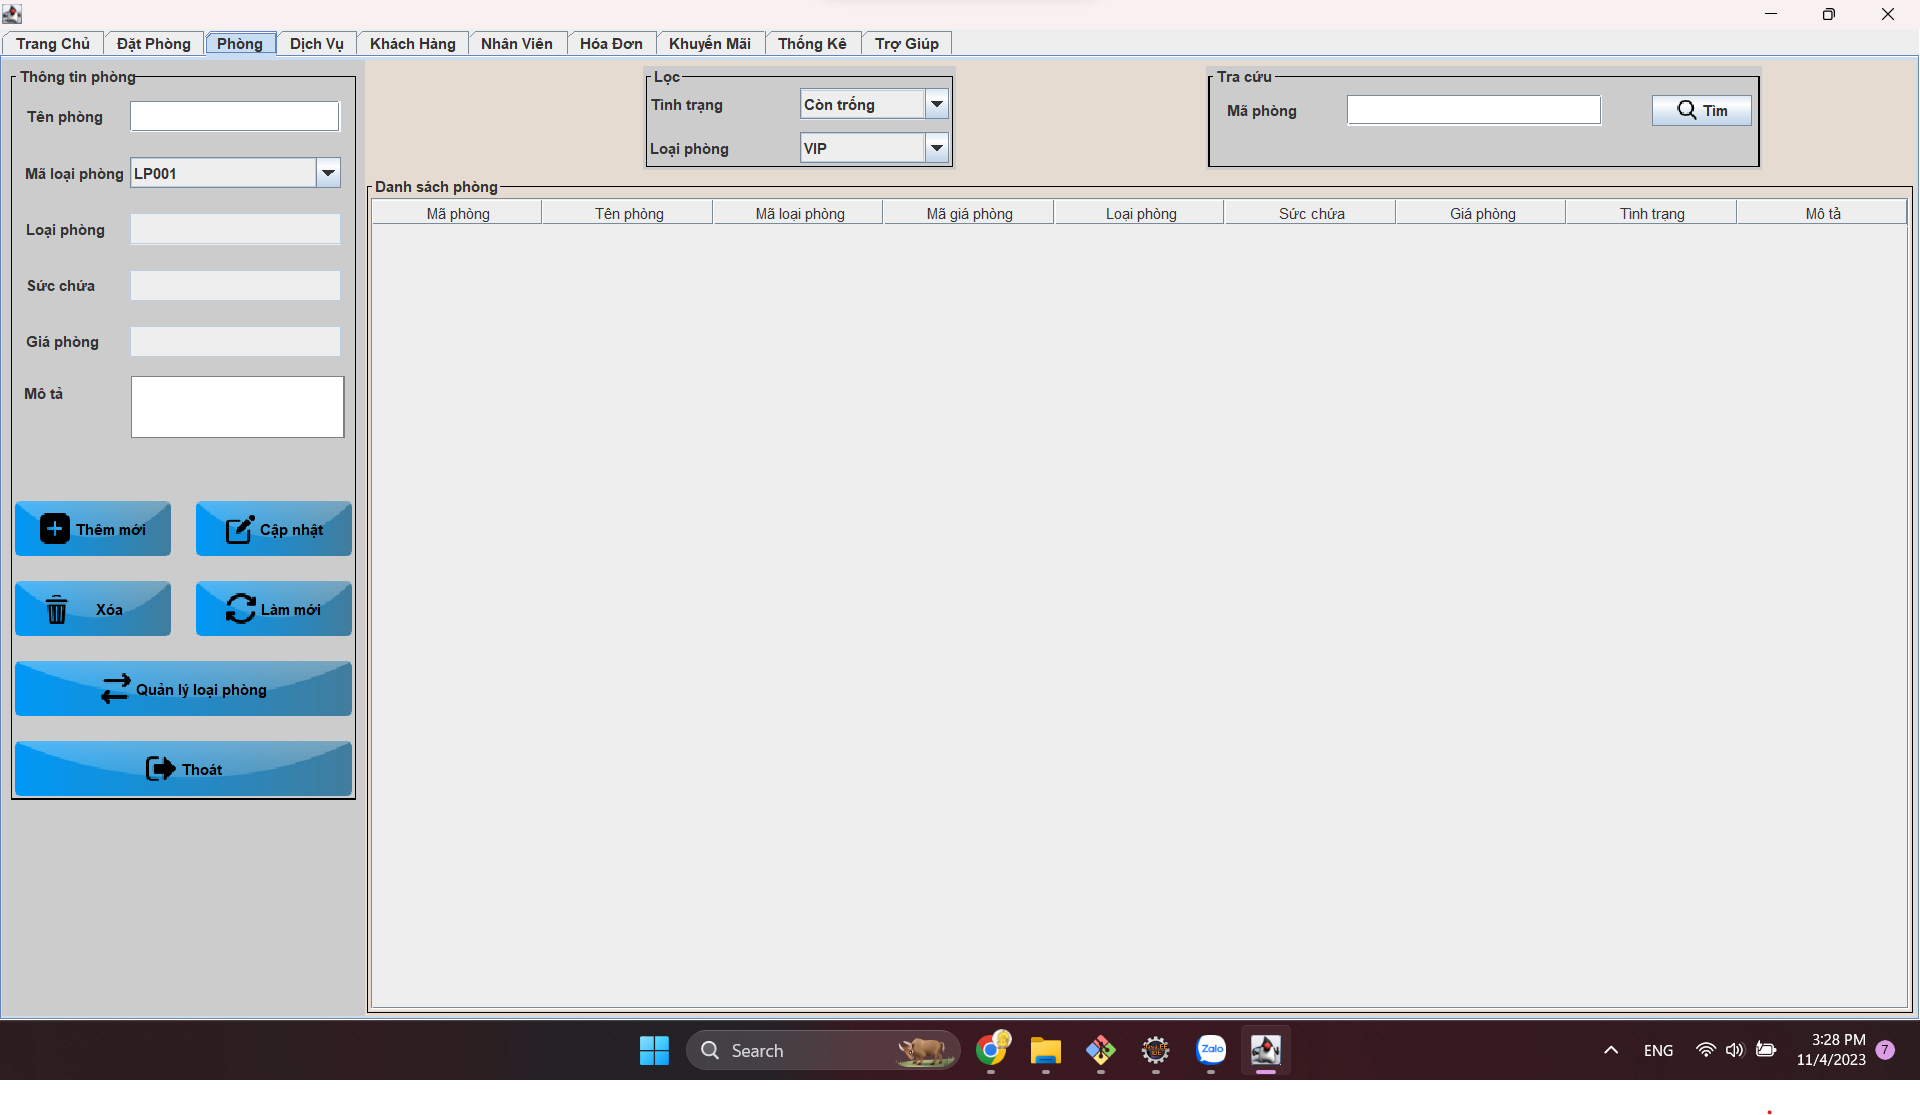 Trang Chủ Đặt Phòng Phòng Dịch Vụ Khách Hàng Nhân Viên Hóa Đơn Khuyến Mãi Thống Kê Trợ Giúp
Thông tin phòng
Tên phòng
Mã loại phòng LP001
Loại phòng
Sức chứa
Giá phòng
Mô tả
Thêm mới Cập nhật
Xóa Làm mới
Quản lý loại phòng
Thoát
Lọc
Tình trạng Còn trống
Loại phòng VIP
Tra cứu
Mã phòng Tìm
Danh sách phòng
Mã phòng Tên phòng Mã loại phòng Mã giá phòng Loại phòng Sức chứa Giá phòng Tình trạng Mô tả
Search
Zalo
ENG
3:28 PM
11/4/2023
7